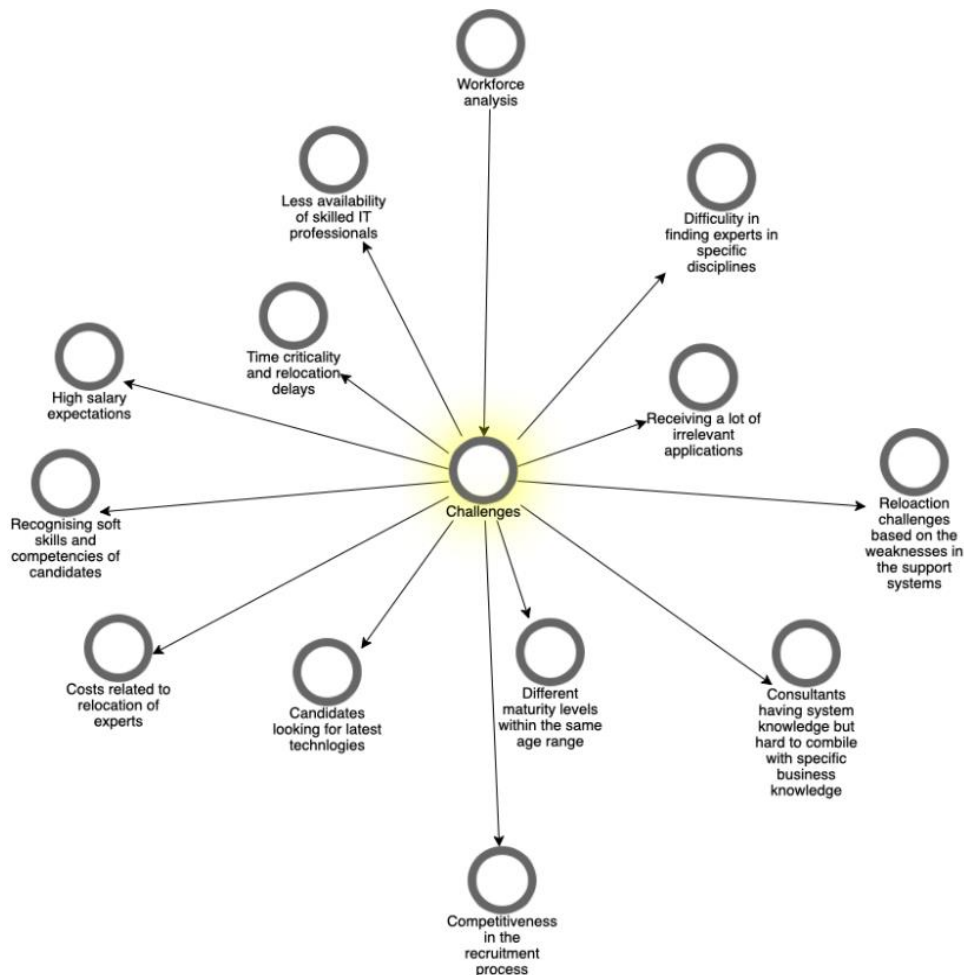 Workforce
analysis
Less availability
of skilled IT
professionals
Difficulity in
finding experts in
specific
disciplines
Time criticality
and relocation
delays
High salary
expectations
Receiving a lot of
irrelevant
applications
Challenges
Reloaction
challenges
based on the
weaknesses in
the support
systems
Recognising soft
skills and
competencies of
candidates
Costs related to
relocation of
experts
Candidates
looking for latest
technlogies
Different
maturity levels
within the same
age range
Consultants
having system
knowledge but
hard to combile
with specific
business
knowledge
Competitiveness
in the
recruitment
process